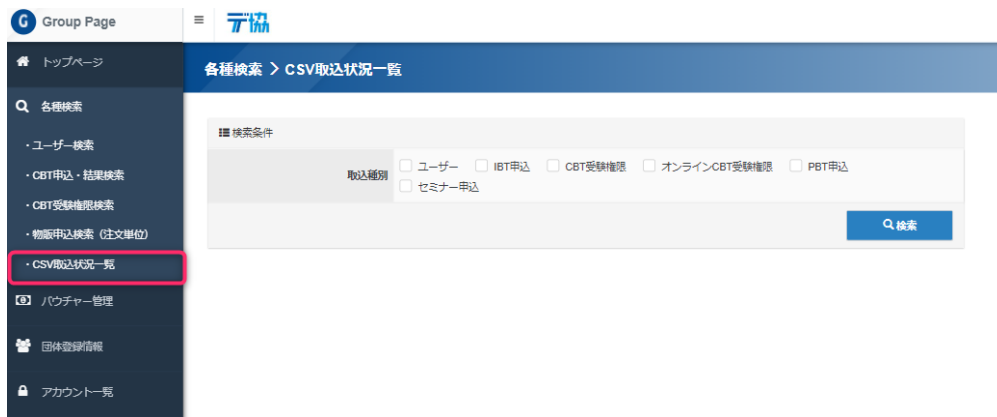 G Group Page
デ協
トップページ
各種検索 > CSV取込状況一覧
各種検索
・ユーザー検索
・CBT申込・結果検索
・CBT受験権限検索
・物販申込検索（注文単位）
・CSV取込状況一覧
バウチャー管理
団体登録情報
アカウント一覧
検索条件
取込種別
ユーザー IBT申込 CBT受験権限 オンラインCBT受験権限 PBT申込
セミナー申込
検索